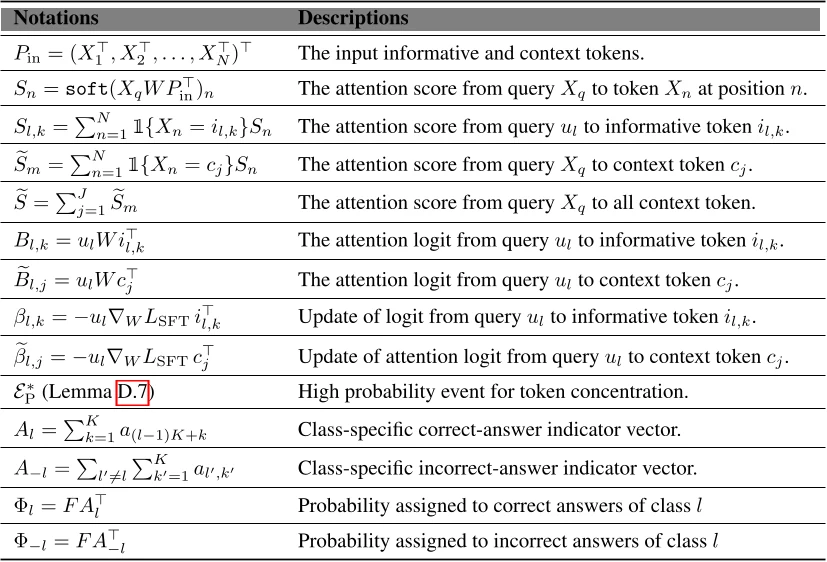 Notations Descriptions
P_in = (X_1^⊤, X_2^⊤, …, X_N^⊤)^⊤ The input informative and context tokens.
S_n = soft(X_q W P_in^⊤)_n The attention score from query X_q to token X_n at position n.
S_{l,k} = ∑_{n=1}^N 𝟙{X_n = i_{l,k}}S_n The attention score from query u_l to informative token i_{l,k}.
S̃_m = ∑_{n=1}^N 𝟙{X_n = c_j}S_n The attention score from query X_q to context token c_j.
S̃ = ∑_{j=1}^J S̃_m The attention score from query X_q to all context token.
B_{l,k} = u_l W i_{l,k}^⊤ The attention logit from query u_l to informative token i_{l,k}.
B̃_{l,j} = u_l W c_j^⊤ The attention logit from query u_l to context token c_j.
β_{l,k} = −u_l ∇_W L_SFT i_{l,k}^⊤ Update of logit from query u_l to informative token i_{l,k}.
β̃_{l,j} = −u_l ∇_W L_SFT c_j^⊤ Update of attention logit from query u_l to context token c_j.
ℰ_P^* (Lemma D.7) High probability event for token concentration.
A_l = ∑_{k=1}^K a_{(l−1)K+k} Class-specific correct-answer indicator vector.
A_{−l} = ∑_{l′≠l} ∑_{k′=1}^K a_{l′,k′} Class-specific incorrect-answer indicator vector.
Φ_l = F A_l^⊤ Probability assigned to correct answers of class l
Φ_{−l} = F A_{−l}^⊤ Probability assigned to incorrect answers of class l